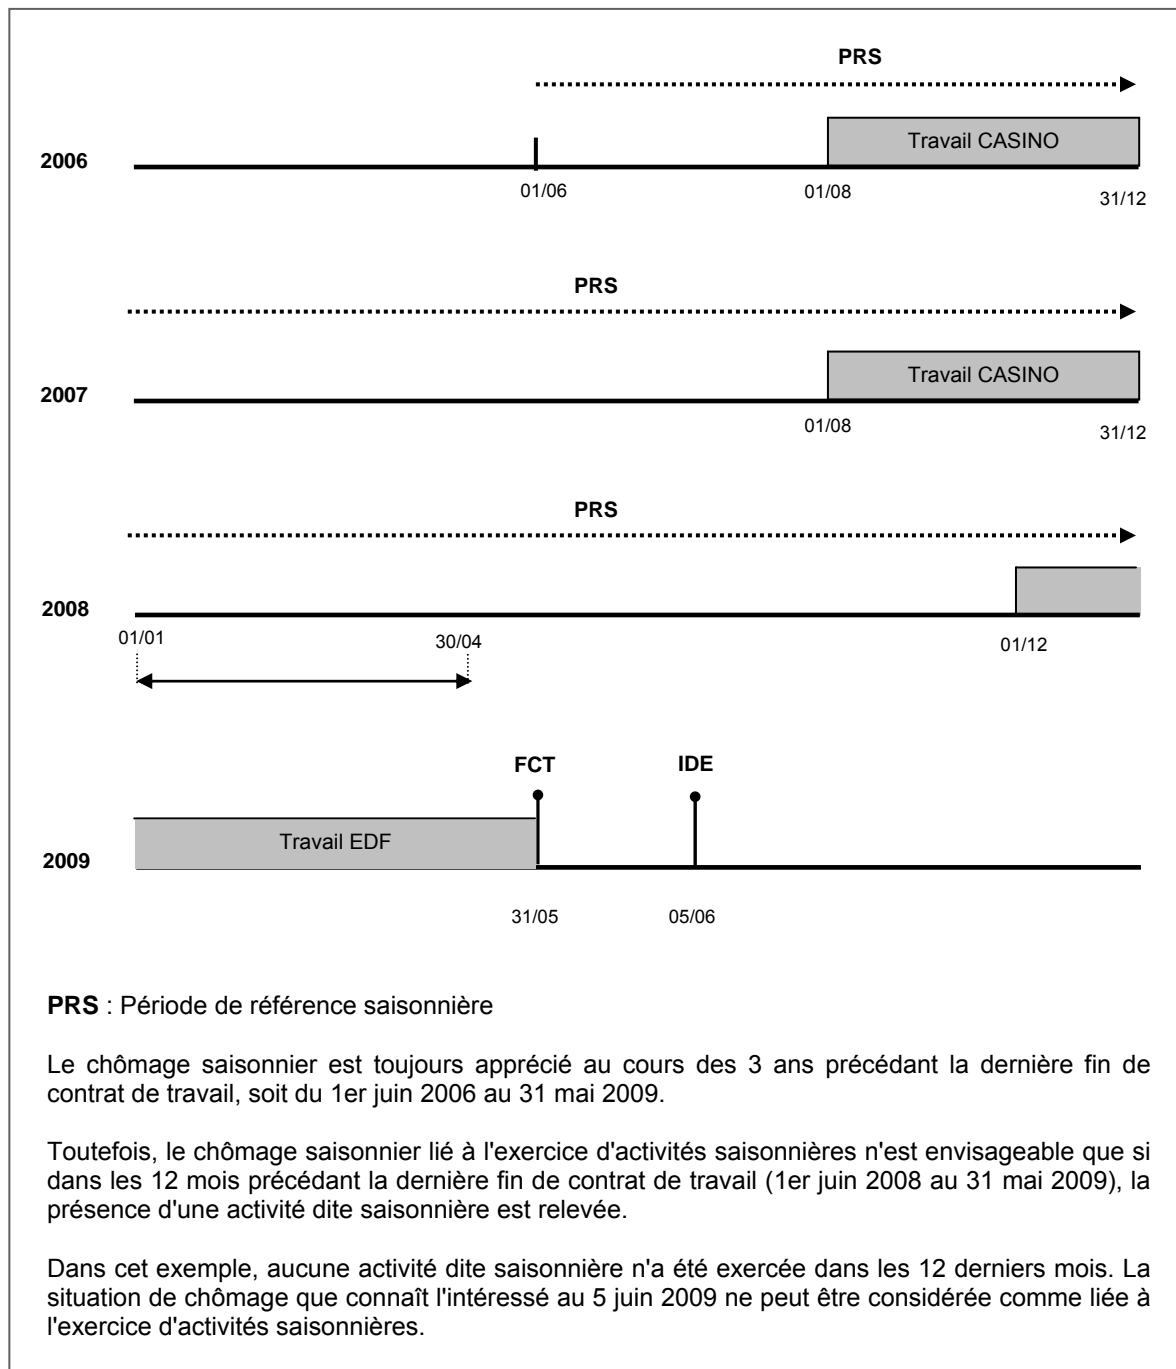 PRS
Travail CASINO
2006
01/06
01/08
31/12
PRS
Travail CASINO
2007
01/08
31/12
PRS
2008
01/01
30/04
01/12
FCT
IDE
Travail EDF
2009
31/05
05/06
PRS : Période de référence saisonnière
Le chômage saisonnier est toujours apprécié au cours des 3 ans précédant la dernière fin de
contrat de travail, soit du 1er juin 2006 au 31 mai 2009.
Toutefois, le chômage saisonnier lié à l'exercice d'activités saisonnières n'est envisageable que si
dans les 12 mois précédant la dernière fin de contrat de travail (1er juin 2008 au 31 mai 2009), la
présence d'une activité dite saisonnière est relevée.
Dans cet exemple, aucune activité dite saisonnière n'a été exercée dans les 12 derniers mois. La
situation de chômage que connaît l'intéressé au 5 juin 2009 ne peut être considérée comme liée à
l'exercice d'activités saisonnières.